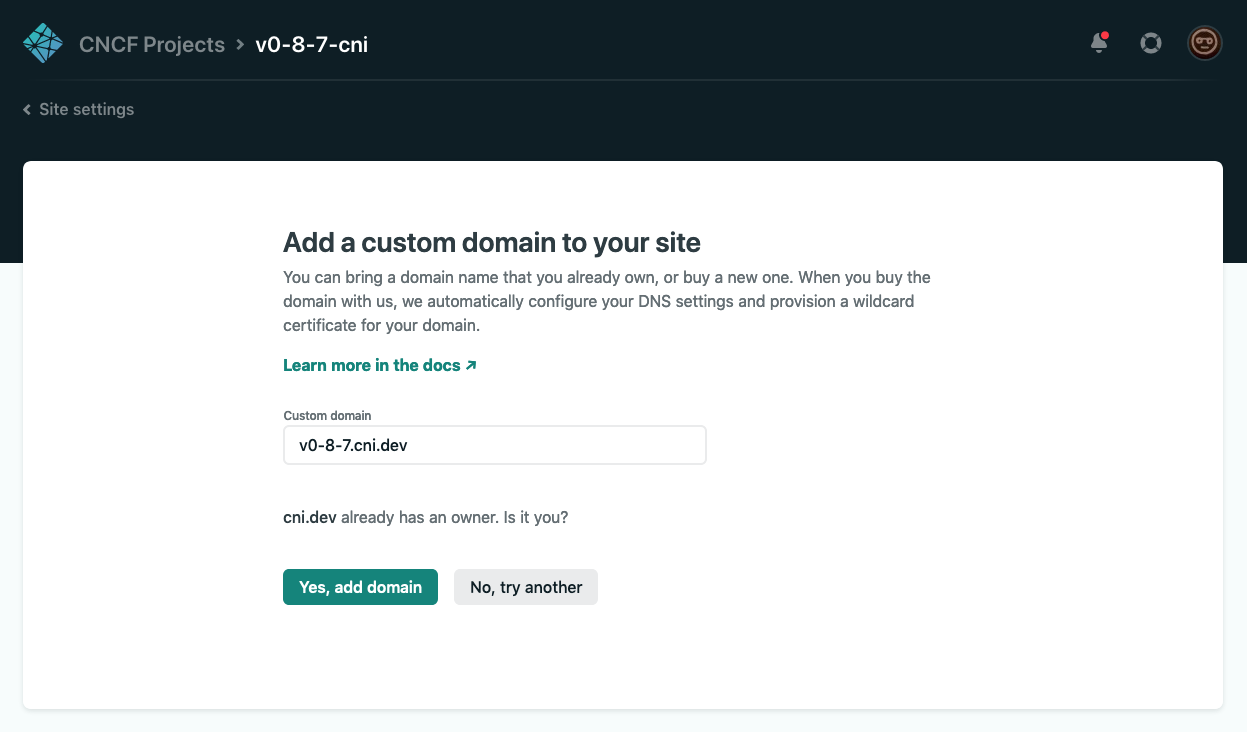 CNCF Projects > v0-8-7-cni
Site settings
Add a custom domain to your site
You can bring a domain name that you already own, or buy a new one. When you buy the
domain with us, we automatically configure your DNS settings and provision a wildcard
certificate for your domain.
Learn more in the docs
Custom domain
v0-8-7.cni.dev
cni.dev already has an owner. Is it you?
Yes, add domain
No, try another